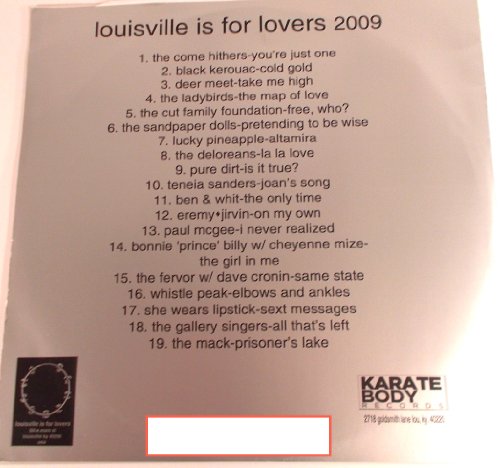 louisville is for lovers 2009
1. the come hithers-you're just one
2. black kerouac-cold gold
3. deer meet-take me high
4. the ladybirds-the map of love
5. the cut family foundation-free, who?
6. the sandpaper dolls-pretending to be wise
7. lucky pineapple-altamira
8. the deloreans-la la love
9. pure dirt-is it true?
10. teneia sanders-joan's song
11. ben & whit-the only time
12. eremy•jirvin-on my own
13. paul mcgee-i never realized
14. bonnie 'prince' billy w/ cheyenne mize-
the girl in me
15. the fervor w/ dave cronin-same state
16. whistle peak-elbows and ankles
17. she wears lipstick-sext messages
18. the gallery singers-all that's left
19. the mack-prisoner's lake
louisville is for lovers
KARATE
BODY
RECORDS
2718 goldsmith lane lou, ky